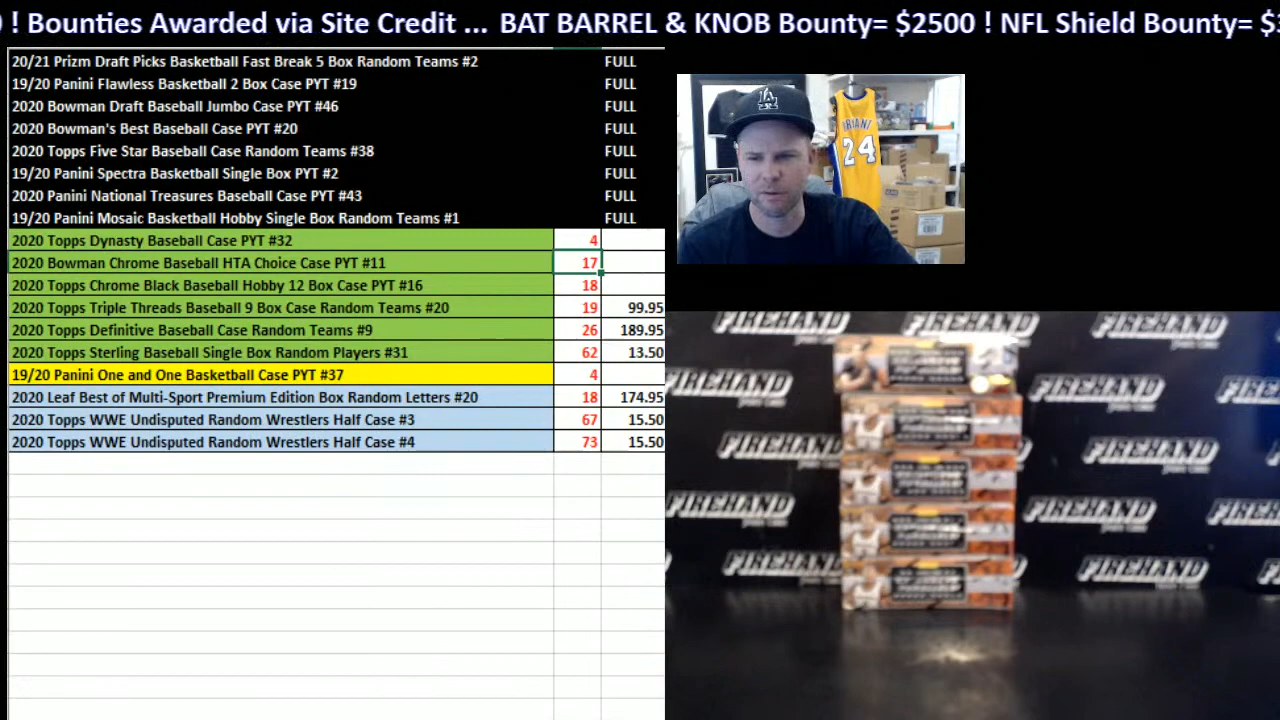 ! Bounties Awarded via Site Credit ... BAT BARREL & KNOB Bounty= $2500 ! NFL Shield Bounty=
20/21 Prizm Draft Picks Basketball Fast Break 5 Box Random Teams #2 FULL
19/20 Panini Flawless Basketball 2 Box Case PYT #19 FULL
2020 Bowman Draft Baseball Jumbo Case PYT #46 FULL
2020 Bowman's Best Baseball Case PYT #20 FULL
2020 Topps Five Star Baseball Case Random Teams #38 FULL
19/20 Panini Spectra Basketball Single Box PYT #2 FULL
2020 Panini National Treasures Baseball Case PYT #43 FULL
19/20 Panini Mosaic Basketball Hobby Single Box Random Teams #1 FULL
2020 Topps Dynasty Baseball Case PYT #32 4
2020 Bowman Chrome Baseball HTA Choice Case PYT #11 17
2020 Topps Chrome Black Baseball Hobby 12 Box Case PYT #16 18
2020 Topps Triple Threads Baseball 9 Box Case Random Teams #20 19 99.95
2020 Topps Definitive Baseball Case Random Teams #9 26 189.95
2020 Topps Sterling Baseball Single Box Random Players #31 62 13.50
19/20 Panini One and One Basketball Case PYT #37 4
2020 Leaf Best of Multi-Sport Premium Edition Box Random Letters #20 18 174.95
2020 Topps WWE Undisputed Random Wrestlers Half Case #3 67 15.50
2020 Topps WWE Undisputed Random Wrestlers Half Case #4 73 15.50
LA
24
FIREHAND FIREHAND FIREHAND
FIREHAND FIREHAND
FIREHAND FIREHAND FIREHAND
FIREHAND FIREHAND FIREHAND
FIREHAND FIREHAND